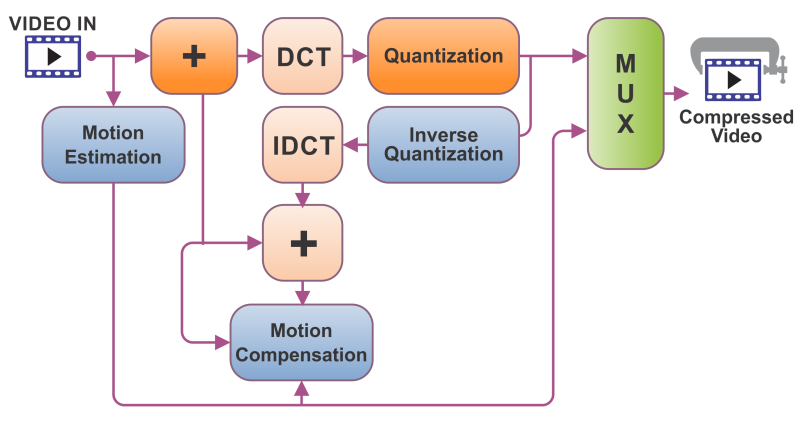 VIDEO IN
+
DCT
Quantization
M
U
X
Compressed
Video
Motion
Estimation
IDCT
Inverse
Quantization
+
Motion
Compensation